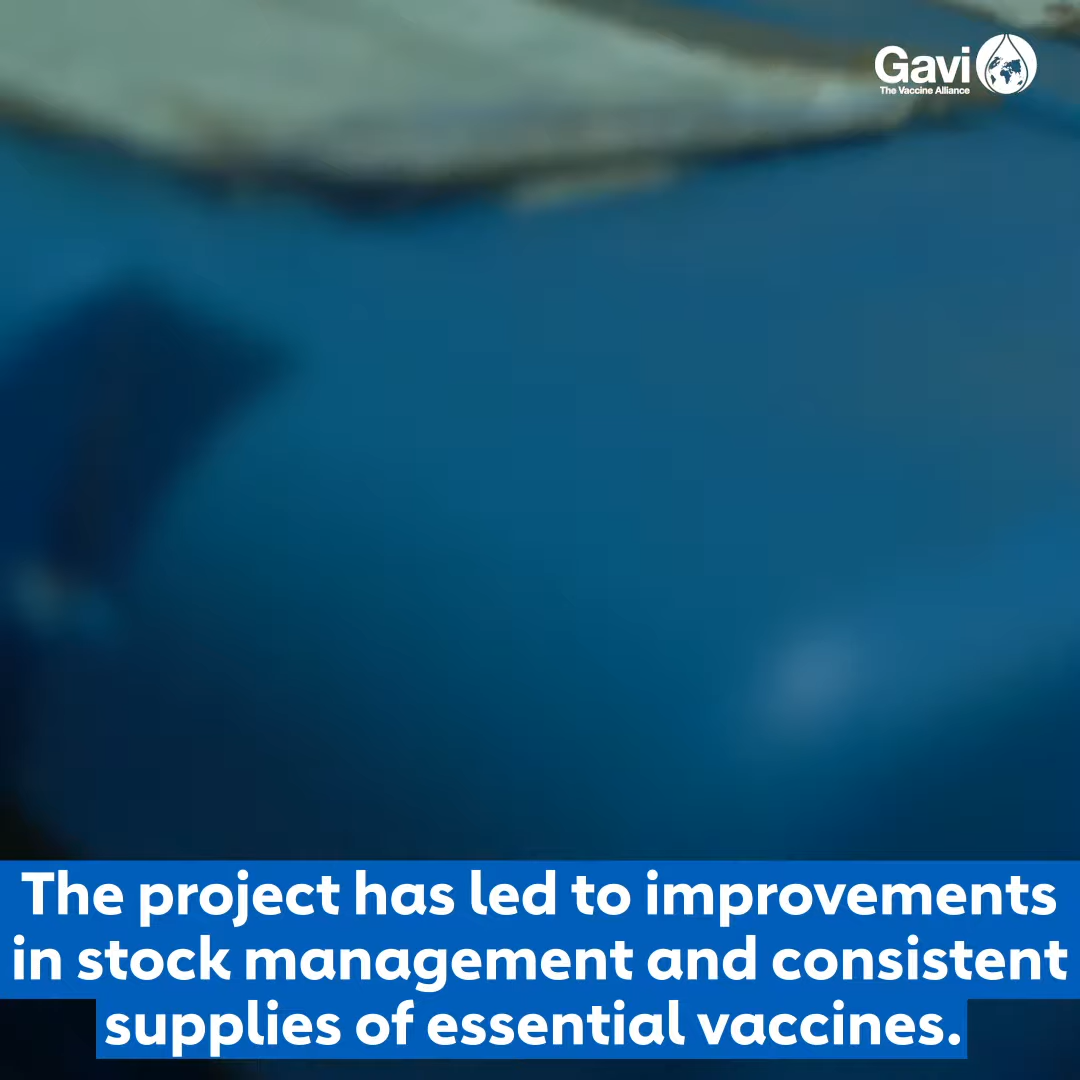 Gavi
The Vaccine Alliance
The project has led to improvements
in stock management and consistent
supplies of essential vaccines.